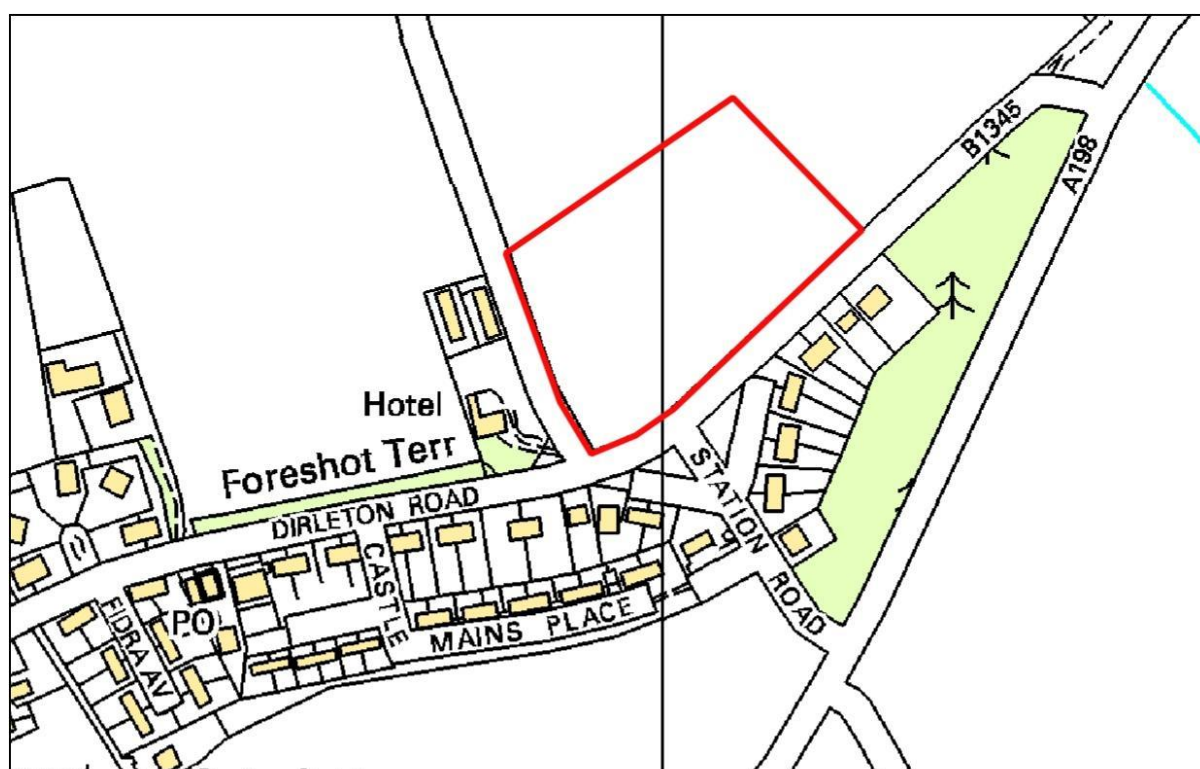 B1345
A198
Hotel
Foreshot Terr
DIRLETON ROAD
STATION ROAD
CASTLE
MAINS PLACE
FIDRA AV
PO